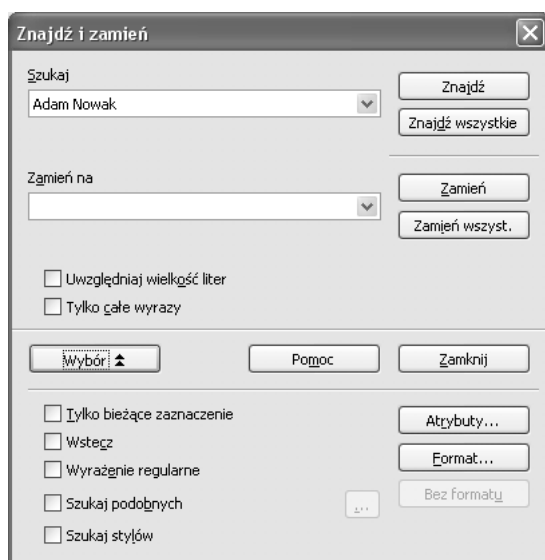 Znajdź i zamień
Szukaj
Adam Nowak
Znajdź
Znajdź wszystkie
Zamień na
Zamień
Zamień wszyst.
Uwzględniaj wielkość liter
Tylko całe wyrazy
Wybór
Pomoc
Zamknij
Tylko bieżące zaznaczenie
Wstecz
Wyrażenie regularne
Szukaj podobnych
...
Szukaj stylów
Atrybuty...
Format...
Bez formatu